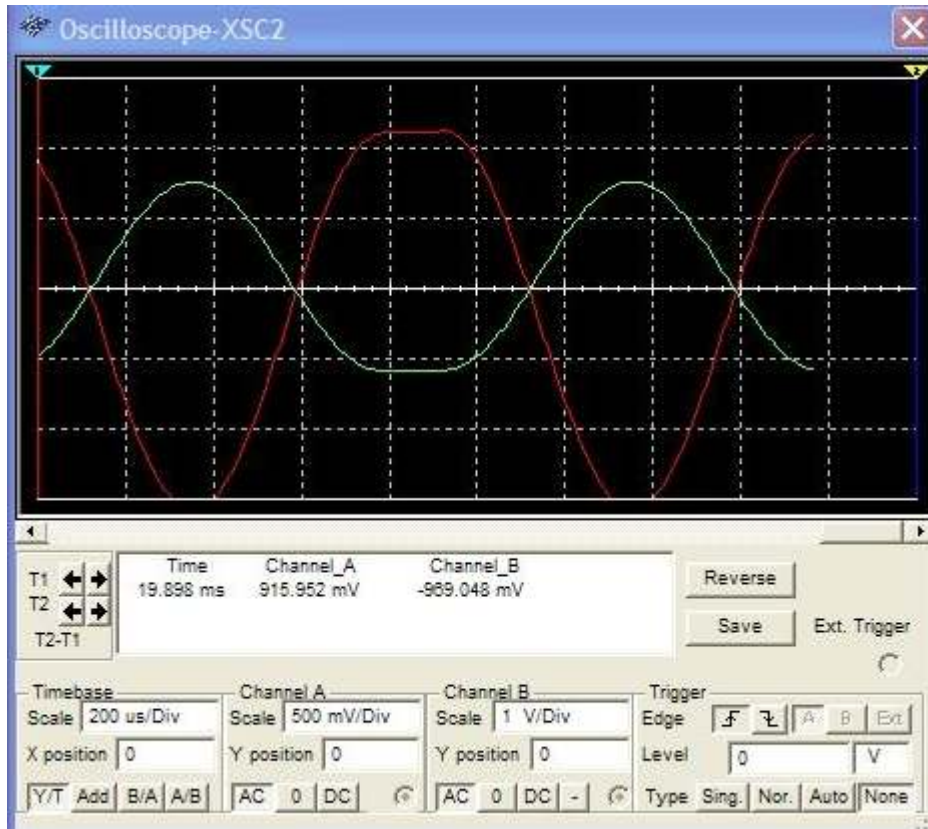 Oscilloscope-XSC2
1 2
Time Channel_A Channel_B
T1 19.898 ms 915.952 mV -969.048 mV
T2
T2-T1
Reverse
Save
Ext. Trigger
Timebase
Scale 200 us/Div
X position 0
Y/T Add B/A A/B
Channel A
Scale 500 mV/Div
Y position 0
AC 0 DC
Channel B
Scale 1 V/Div
Y position 0
AC 0 DC -
Trigger
Edge A B Ext
Level 0 V
Type Sing. Nor. Auto None